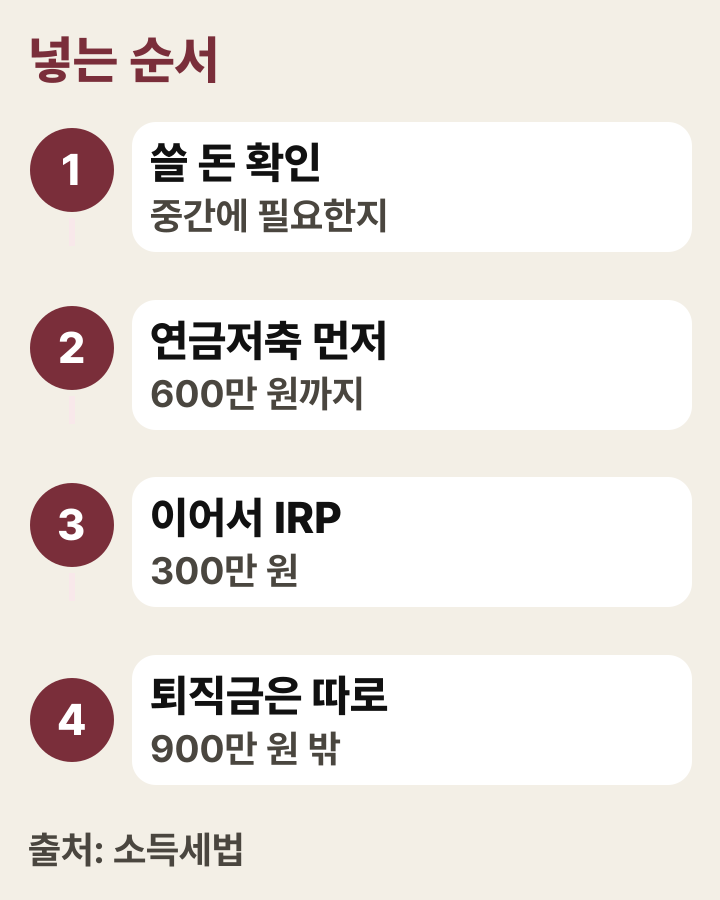 넣는 순서
1
쓸 돈 확인
중간에 필요한지
2
연금저축 먼저
600만 원까지
3
이어서 IRP
300만 원
4
퇴직금은 따로
900만 원 밖
출처: 소득세법